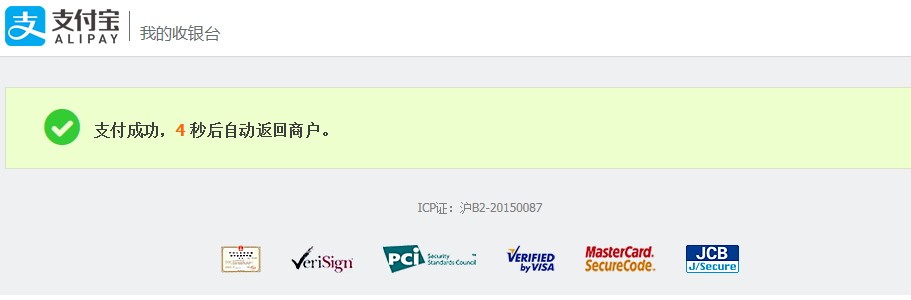 支 支付宝
ALIPAY
我的收银台
支付成功，4 秒后自动返回商户。
ICP证：沪B2-20150087
VeriSign
PCi Security
Standards Council
VERIFIED
by VISA
MasterCard.
SecureCode.
JCB
J/Secure